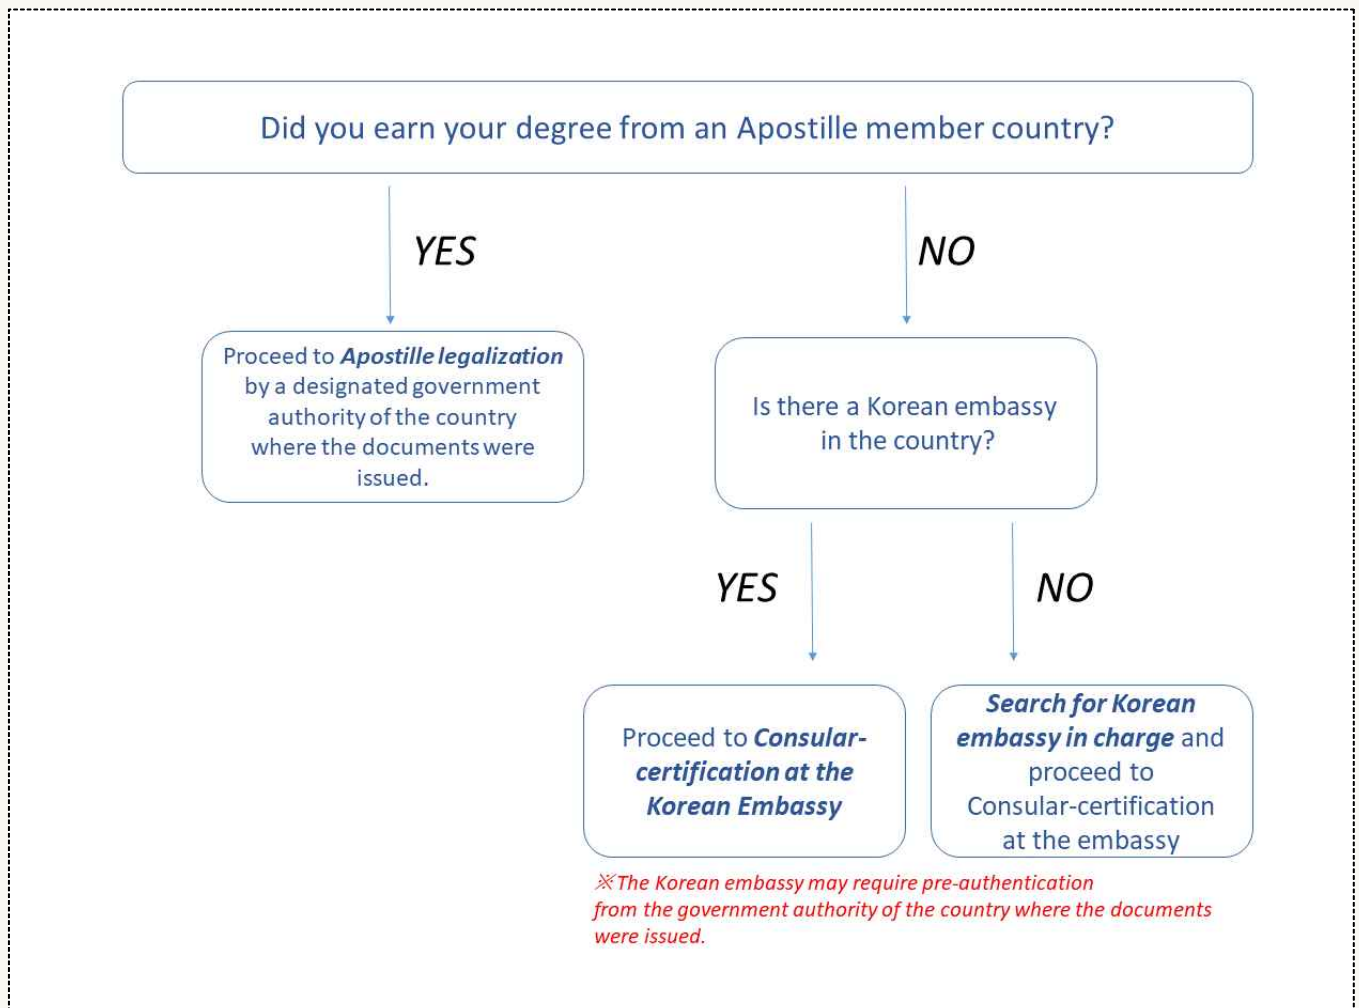 Did you earn your degree from an Apostille member country?
YES
NO
Proceed to Apostille legalization
by a designated government
authority of the country
where the documents were
issued.
Is there a Korean embassy
in the country?
YES
NO
Proceed to Consular-
certification at the
Korean Embassy
Search for Korean
embassy in charge and
proceed to
Consular-certification
at the embassy
※The Korean embassy may require pre-authentication
from the government authority of the country where the documents
were issued.